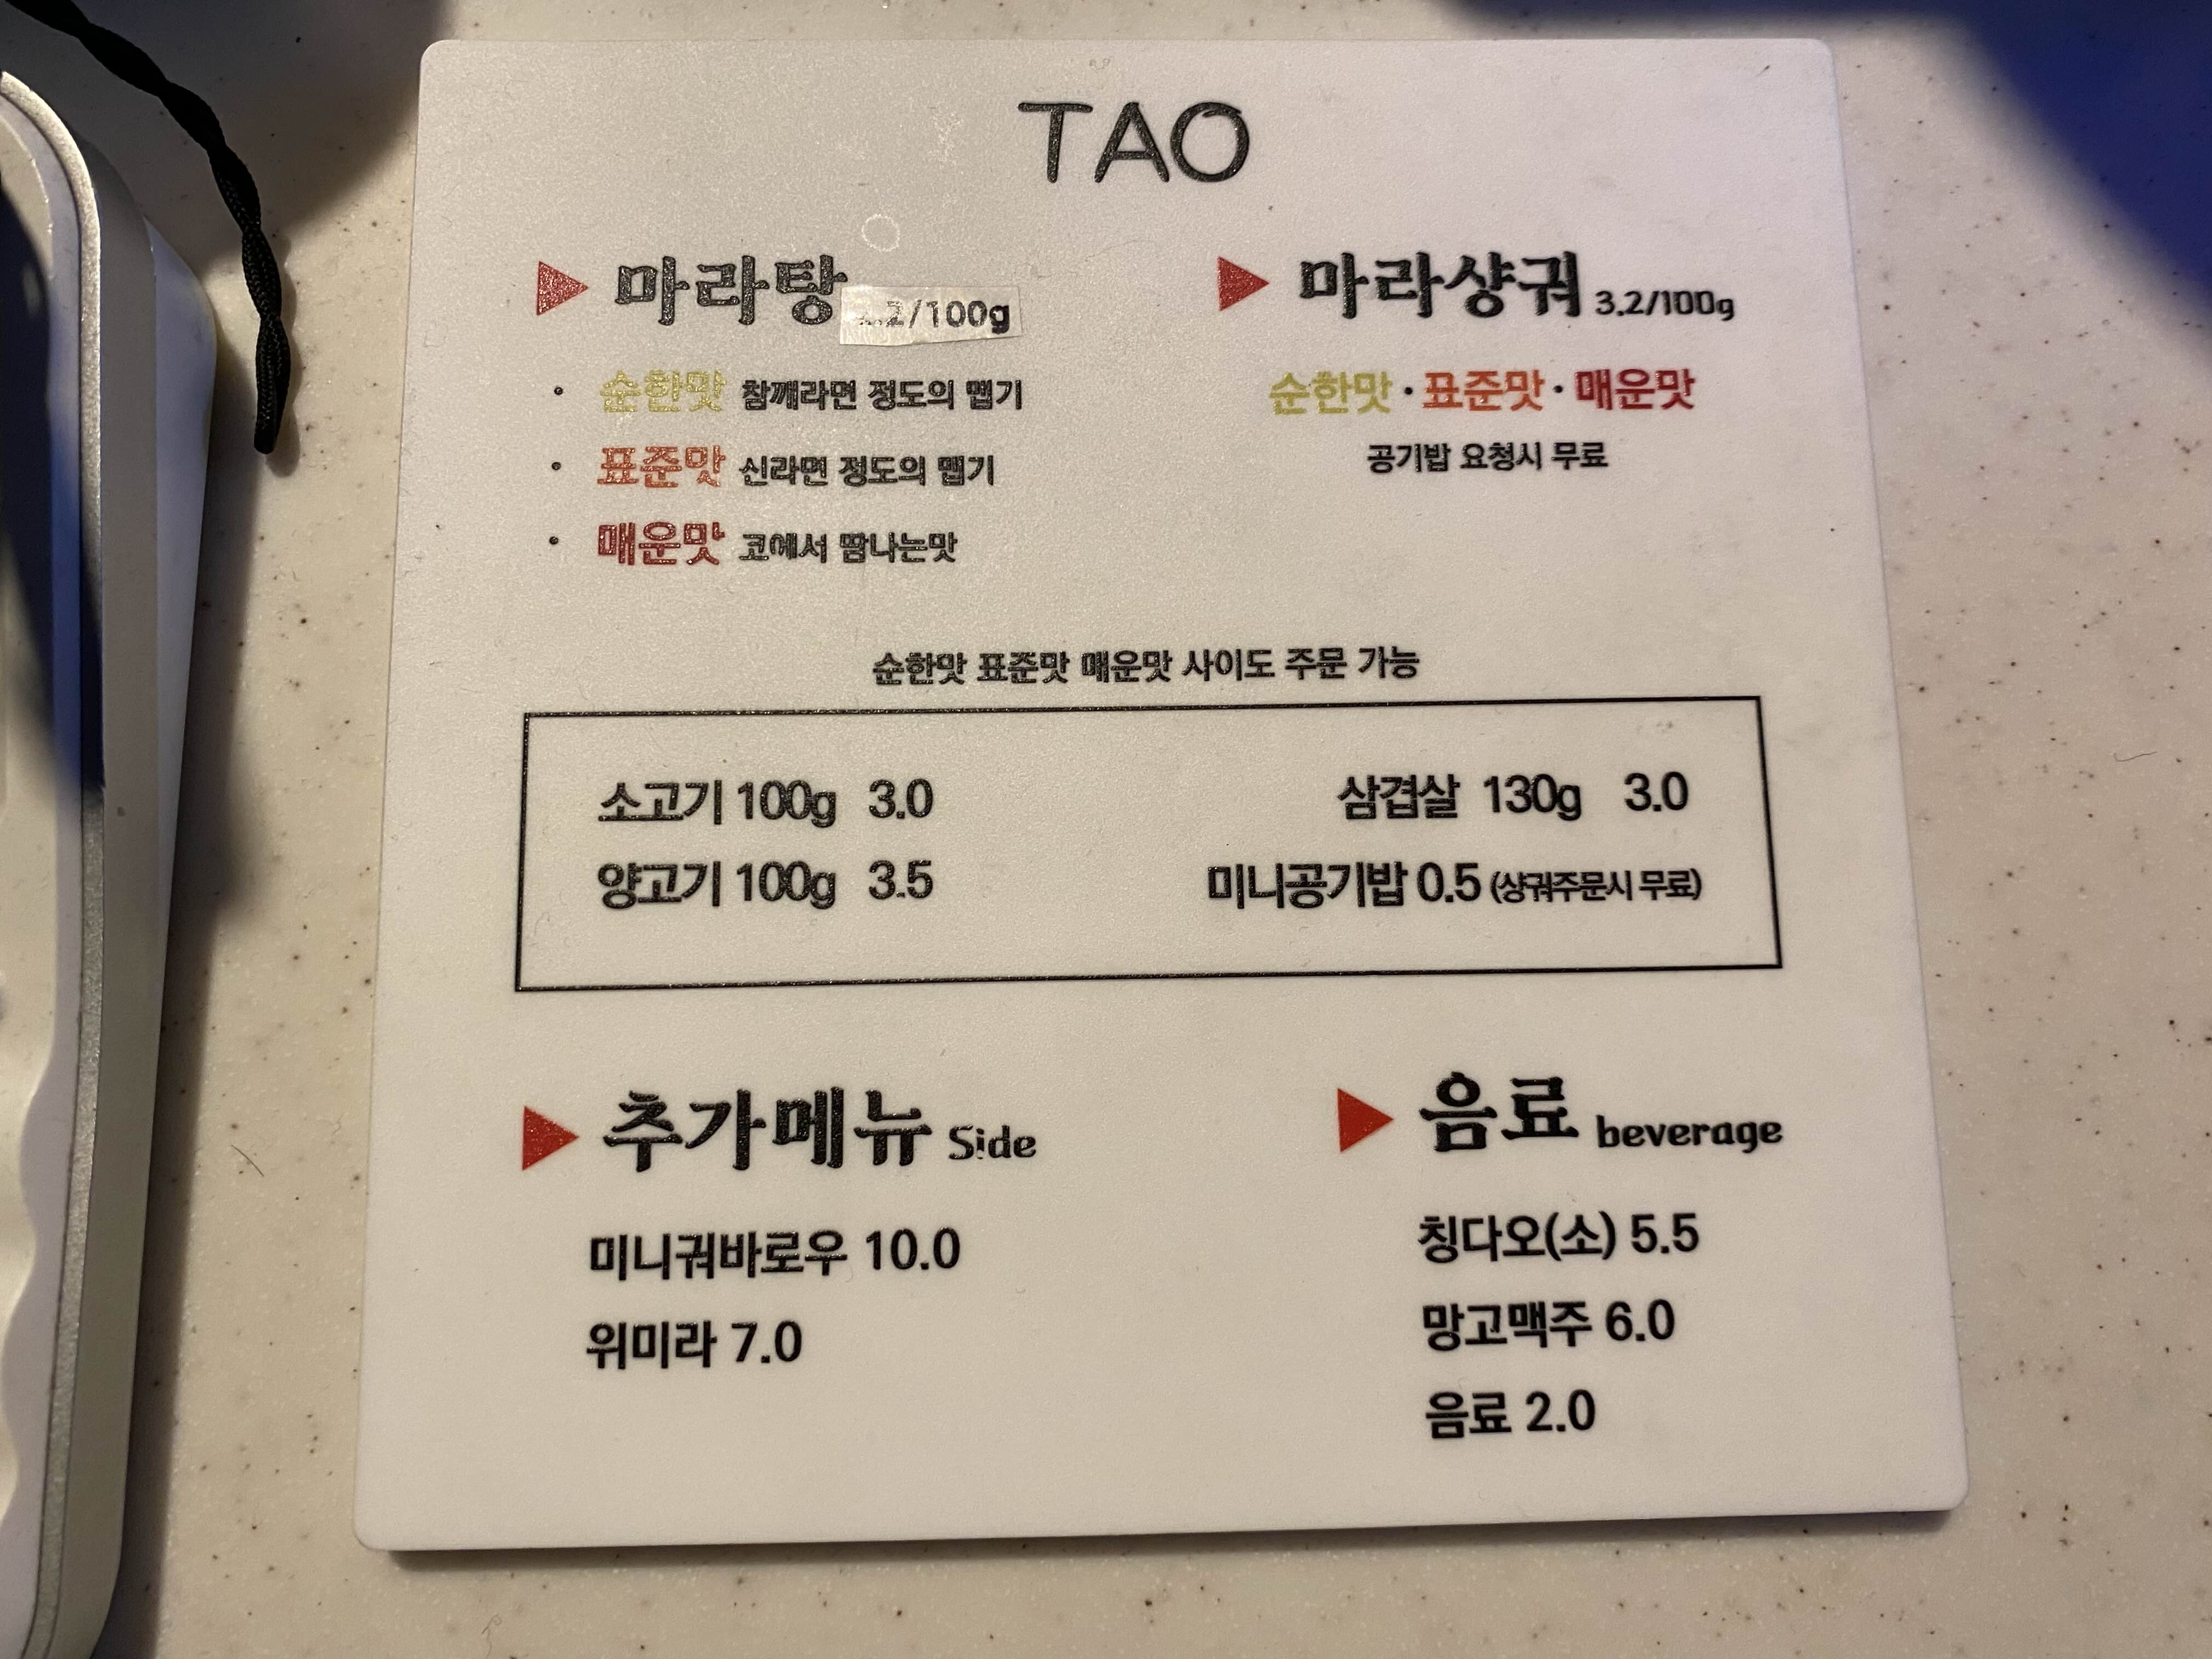 TAO
마라탕
마라샹궈 3.2/100g
순한맛 참깨라면 정도의 맵기
표준맛 신라면 정도의 맵기
매운맛 코에서 땀나는맛
순한맛 · 표준맛 · 매운맛
공기밥 요청시 무료
순한맛 표준맛 매운맛 사이도 주문 가능
소고기 100g 3.0
양고기 100g 3.5
삼겹살 130g 3.0
미니공기밥 0.5 (샹궈주문시 무료)
추가메뉴 Side
미니궈바로우 10.0
위미라 7.0
음료 beverage
칭다오(소) 5.5
망고맥주 6.0
음료 2.0